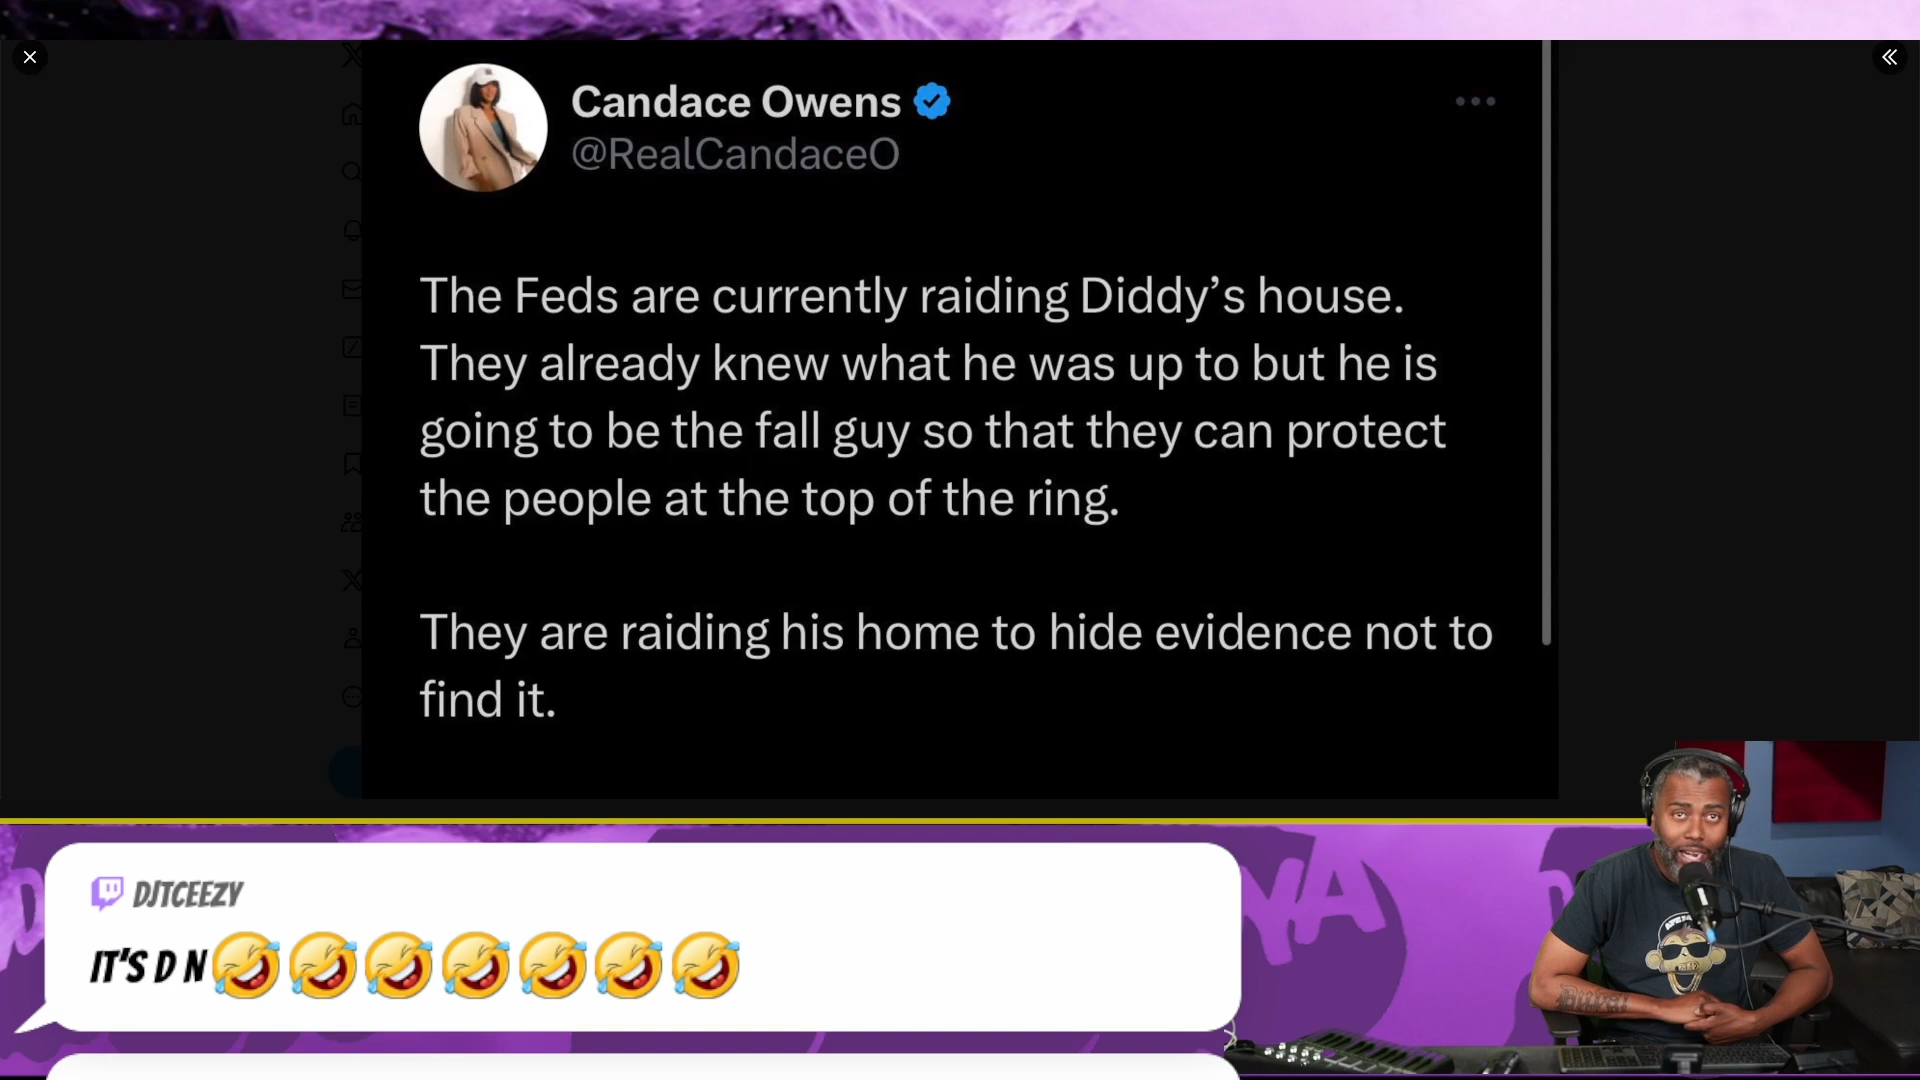 Candace Owens
@RealCandaceO
The Feds are currently raiding Diddy’s house.
They already knew what he was up to but he is
going to be the fall guy so that they can protect
the people at the top of the ring.
They are raiding his home to hide evidence not to
find it.
DJTCEEZY
IT'S D N🤣🤣🤣🤣🤣🤣🤣